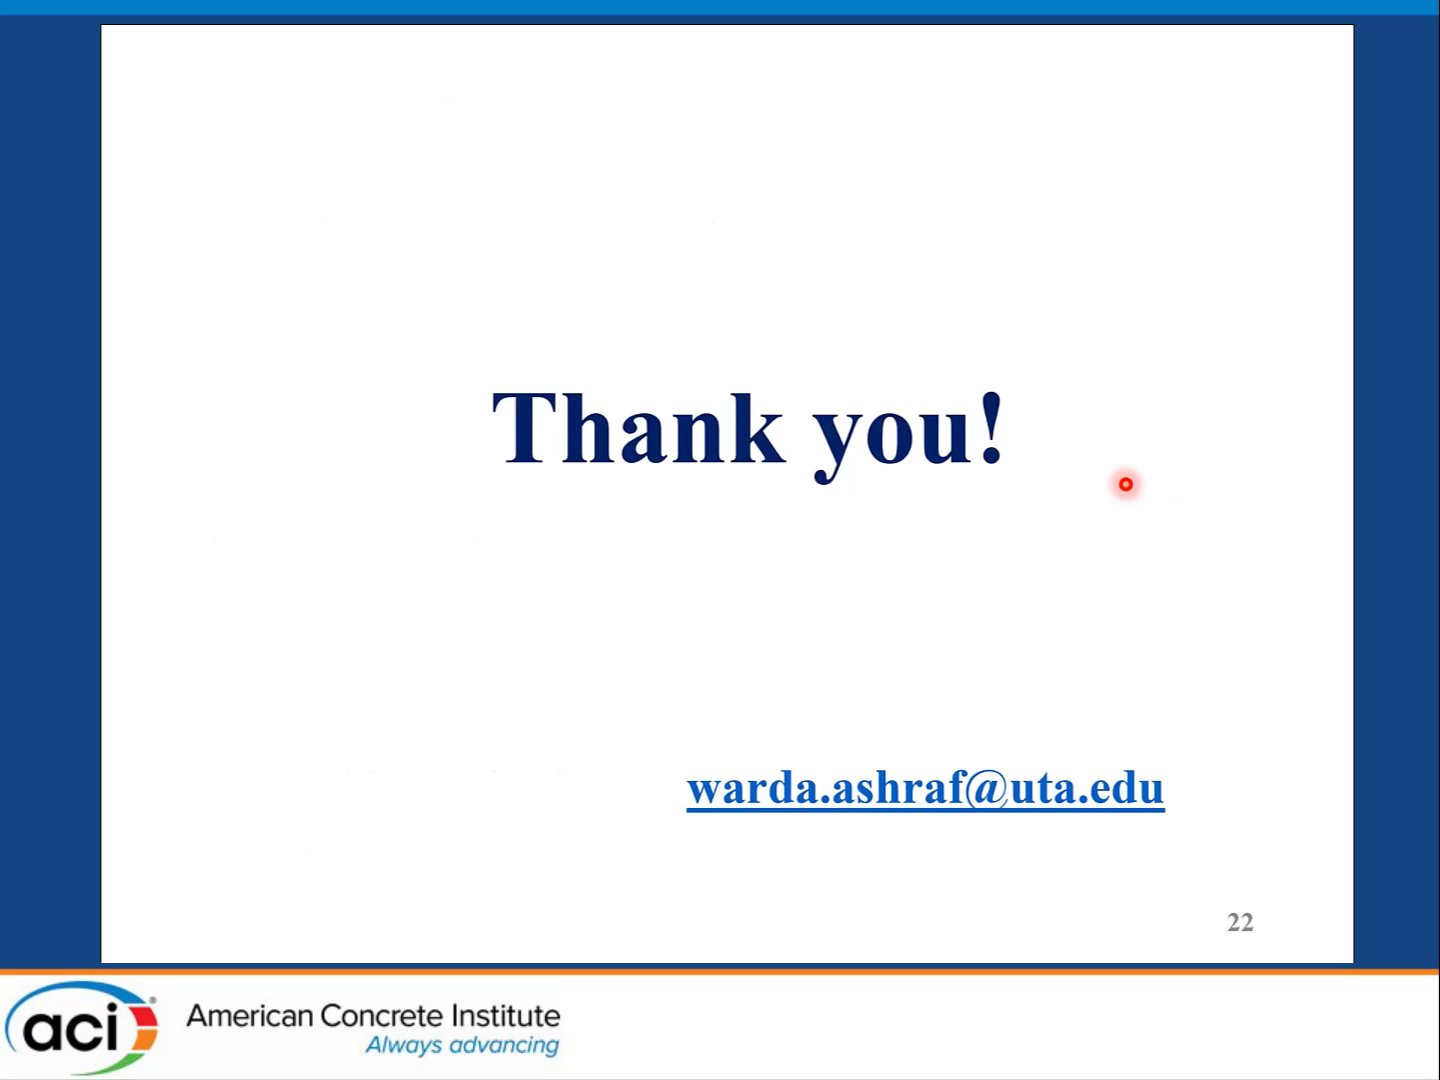 Thank you!
warda.ashraf@uta.edu
22
aci®
American Concrete Institute
Always advancing